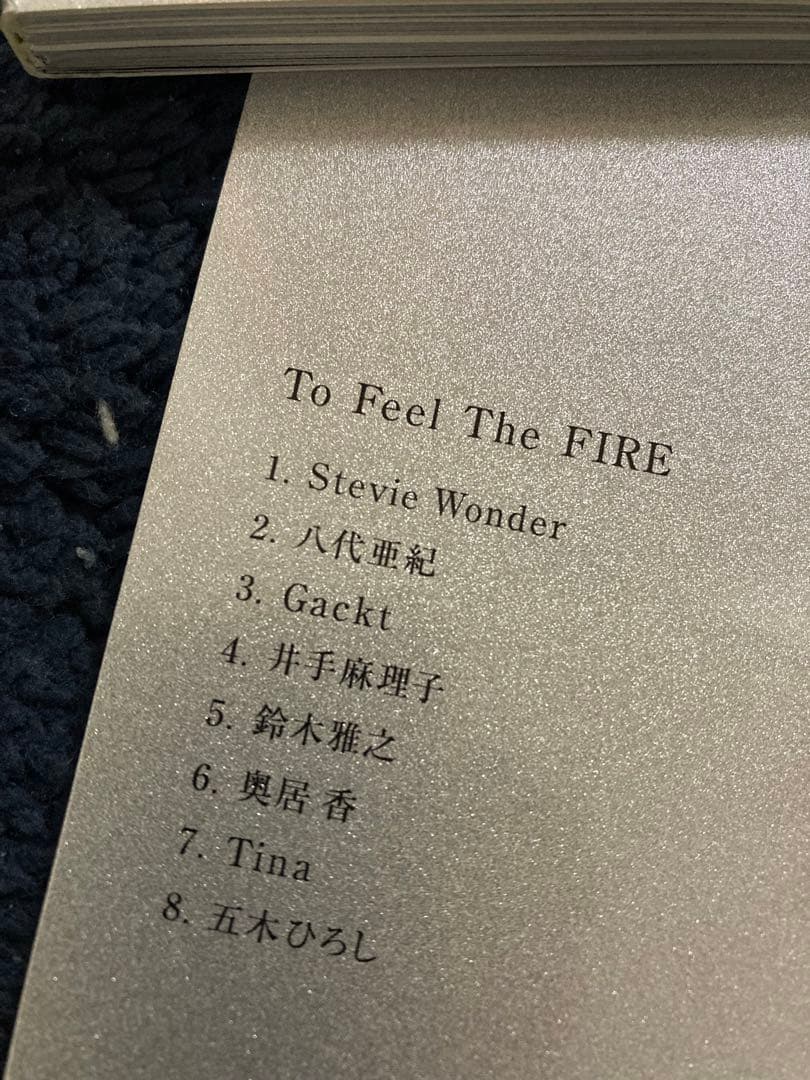 To Feel The FIRE
1. Stevie Wonder
2. 八代亜紀
3. Gackt
4. 井手麻理子
5. 鈴木雅之
6. 奥居 香
7. Tina
8. 五木ひろし